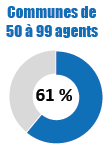 Communes de
50 à 99 agents
61 %